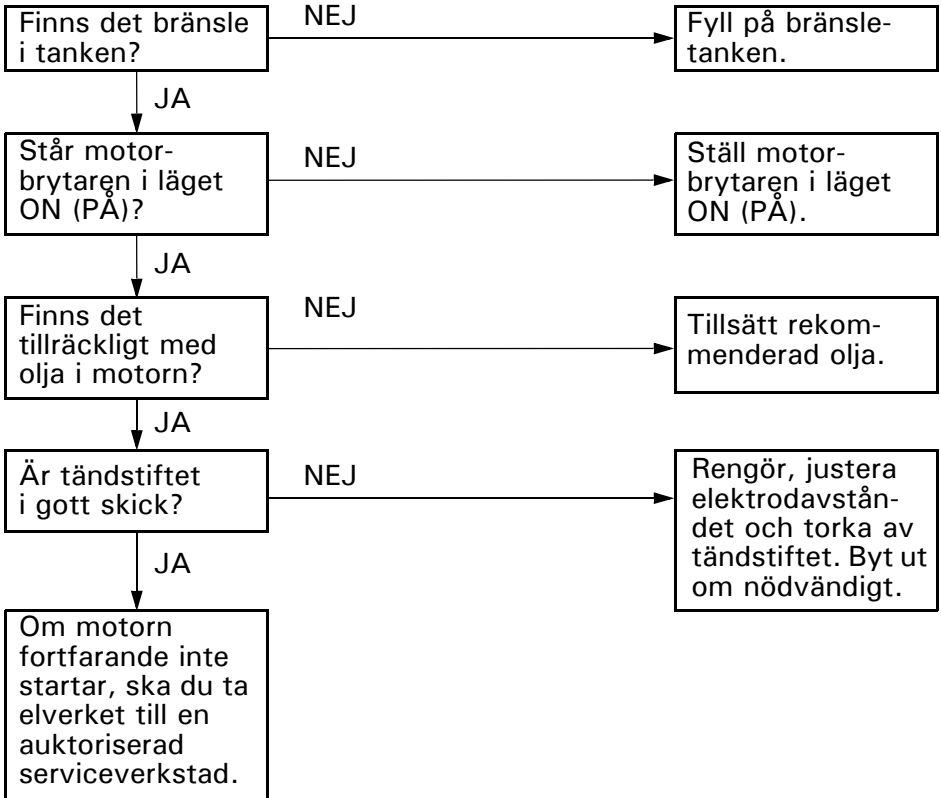 Finns det bränsle
i tanken?
NEJ
Fyll på bränsle-
tanken.
JA
Står motor-
brytaren i läget
ON (PÅ)?
NEJ
Ställ motor-
brytaren i läget
ON (PÅ).
JA
Finns det
tillräckligt med
olja i motorn?
NEJ
Tillsätt rekom-
menderad olja.
JA
Är tändstiftet
i gott skick?
NEJ
Rengör, justera
elektrodavstån-
det och torka av
tändstiftet. Byt ut
om nödvändigt.
JA
Om motorn
fortfarande inte
startar, ska du ta
elverket till en
auktoriserad
serviceverkstad.